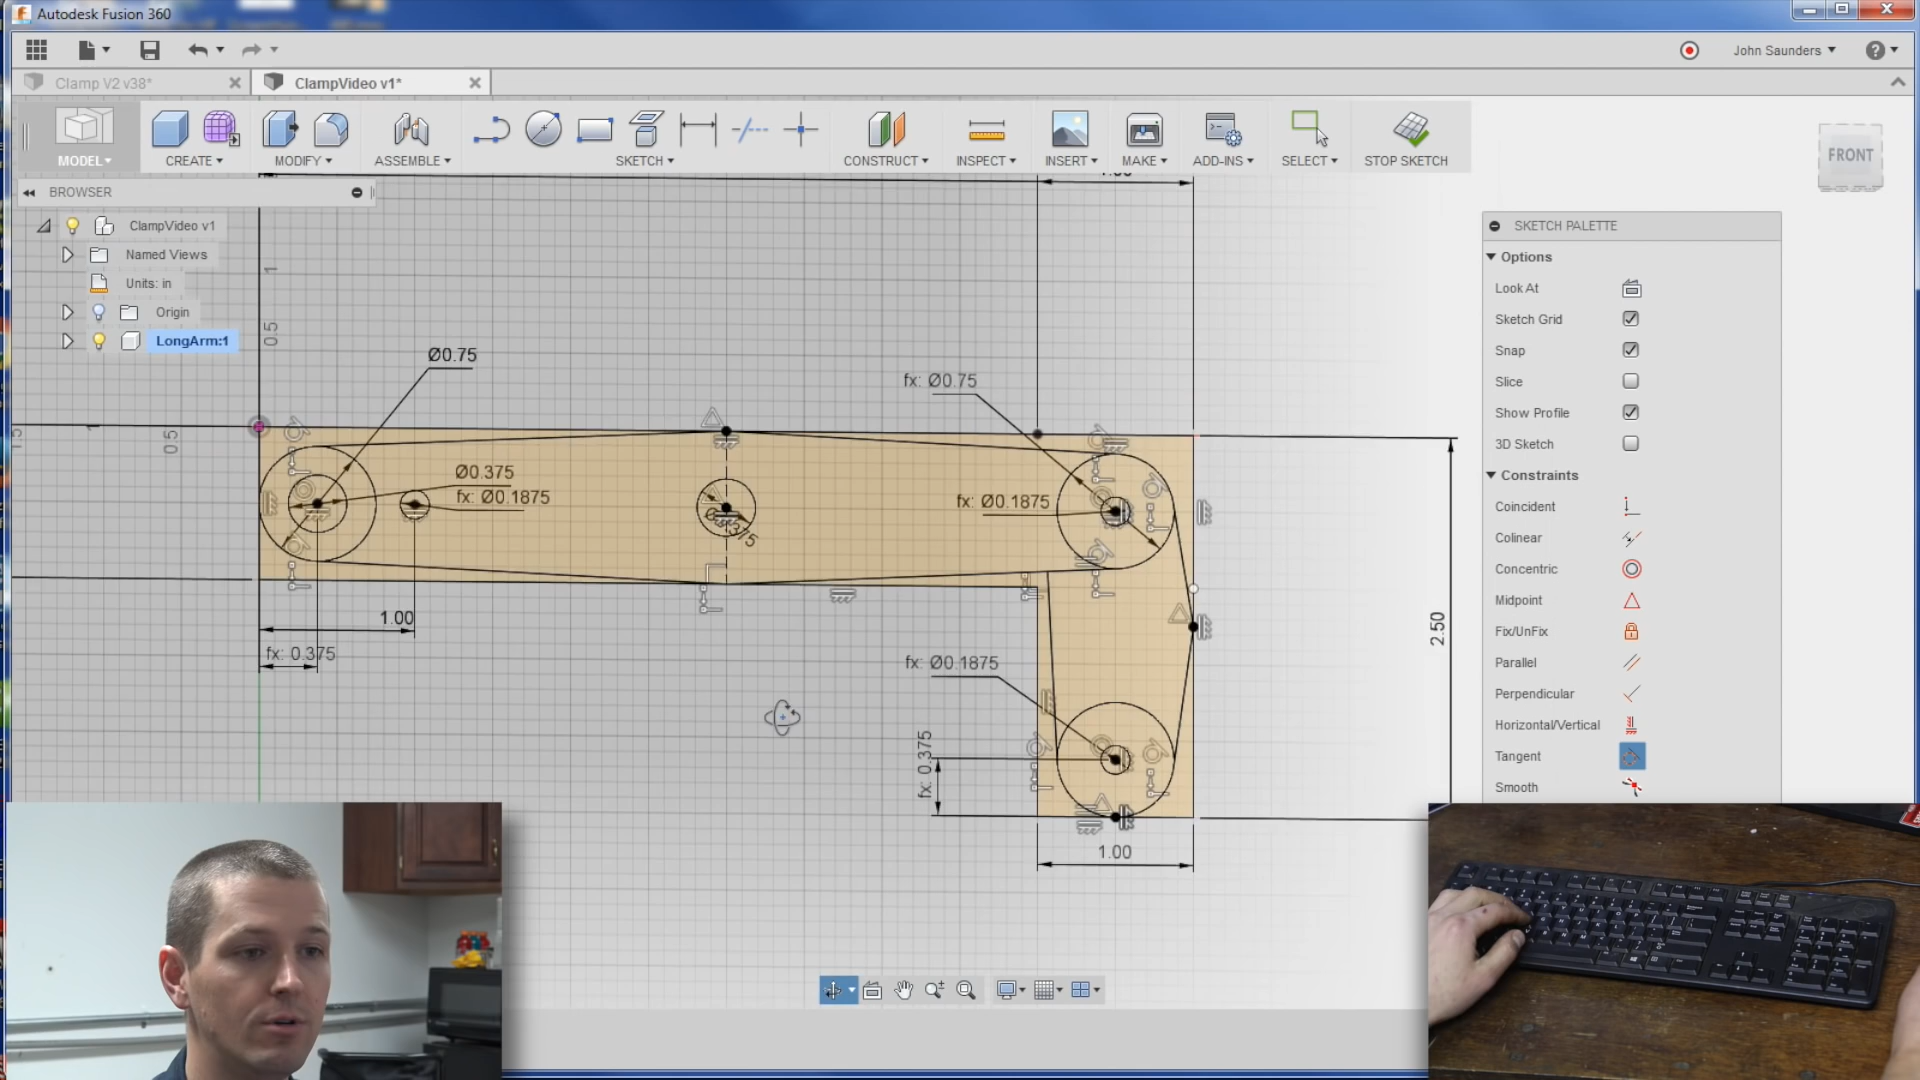 Autodesk Fusion 360
John Saunders
Clamp V2 v38*
ClampVideo v1*
MODEL
CREATE
MODIFY
ASSEMBLE
SKETCH
CONSTRUCT
INSPECT
INSERT
MAKE
ADD-INS
SELECT
STOP SKETCH
FRONT
BROWSER
ClampVideo v1
Named Views
Units: in
Origin
LongArm:1
SKETCH PALETTE
Options
Look At
Sketch Grid
Snap
Slice
Show Profile
3D Sketch
Constraints
Coincident
Colinear
Concentric
Midpoint
Fix/UnFix
Parallel
Perpendicular
Horizontal/Vertical
Tangent
Smooth
1
0.5
0.5
1
Ø0.75
fx: Ø0.75
Ø0.375
fx: Ø0.1875
fx: Ø0.1875
1.00
fx: 0.375
fx: Ø0.1875
fx: 0.375
2.50
1.00